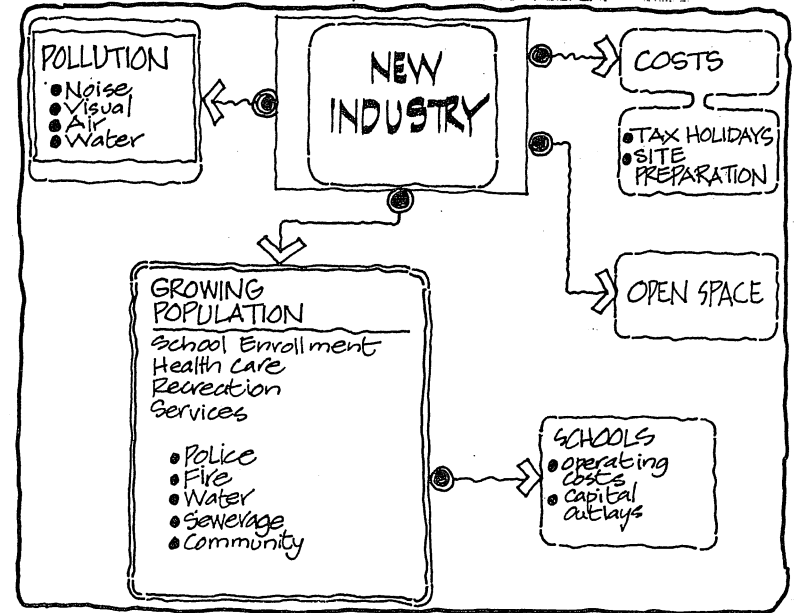 POLLUTION
• Noise
• Visual
• Air
• Water
NEW
INDUSTRY
COSTS
• TAX HOLIDAYS
• SITE
PREPARATION
OPEN SPACE
GROWING
POPULATION
School Enrollment
Health Care
Recreation
Services
• Police
• Fire
• Water
• Sewerage
• Community
SCHOOLS
• Operating
Costs
• Capital
Outlays